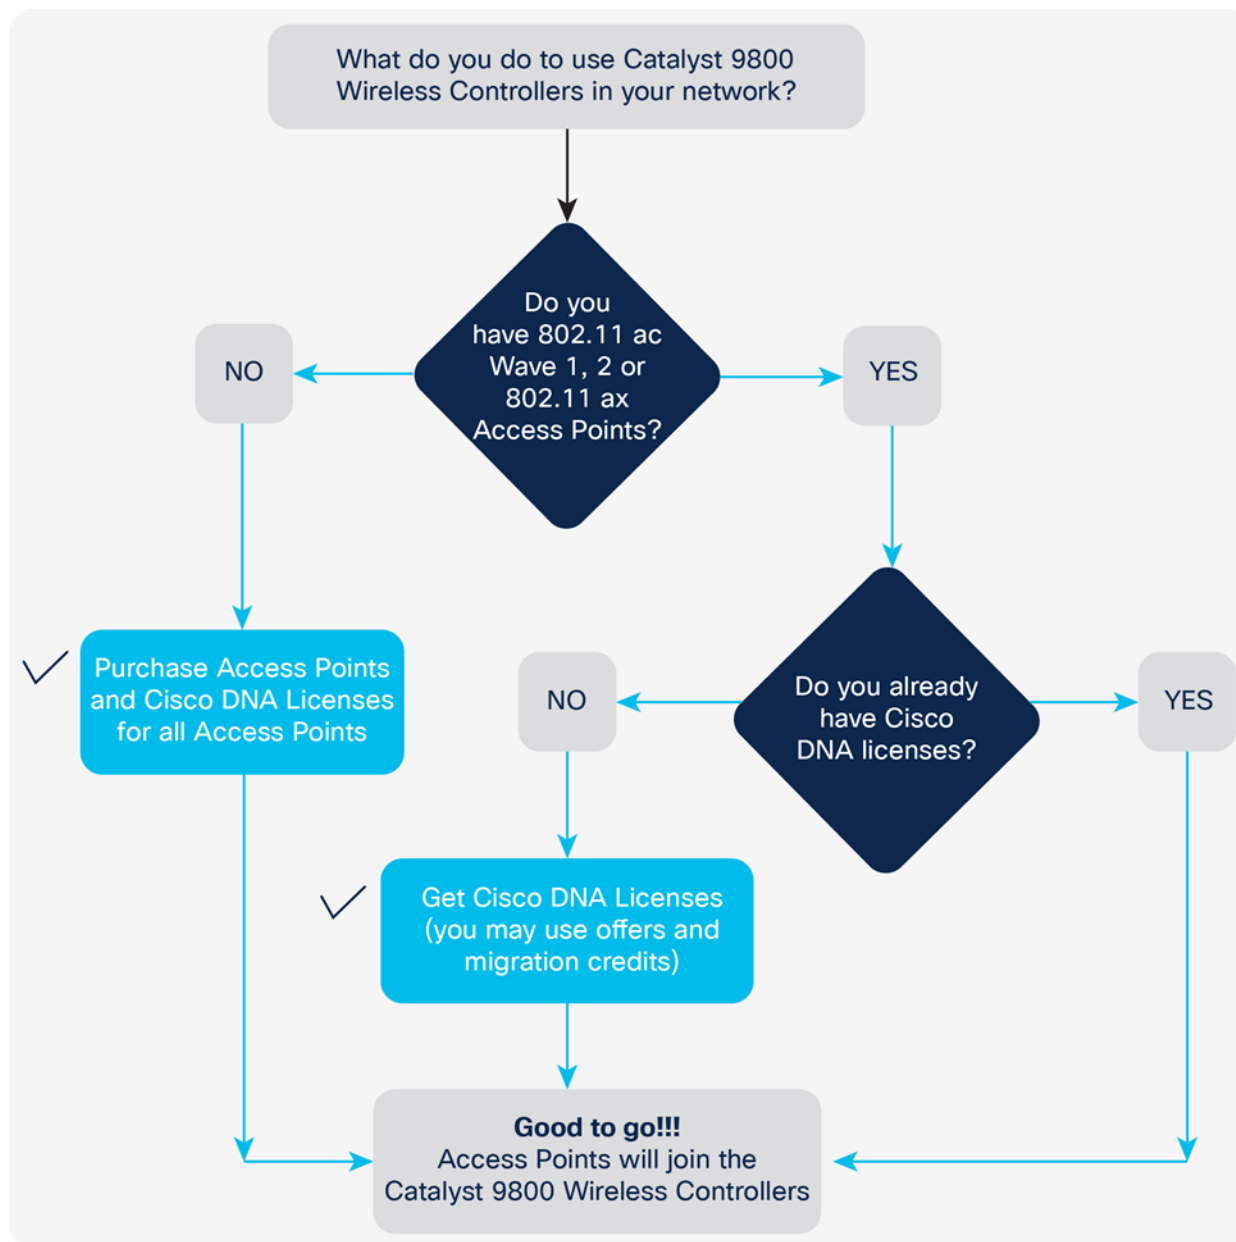 What do you do to use Catalyst 9800
Wireless Controllers in your network?
Do you
have 802.11 ac
Wave 1, 2 or
802.11 ax
Access Points?
NO
YES
Purchase Access Points
and Cisco DNA Licenses
for all Access Points
NO
Do you already
have Cisco
DNA licenses?
YES
Get Cisco DNA Licenses
(you may use offers and
migration credits)
Good to go!!!
Access Points will join the
Catalyst 9800 Wireless Controllers